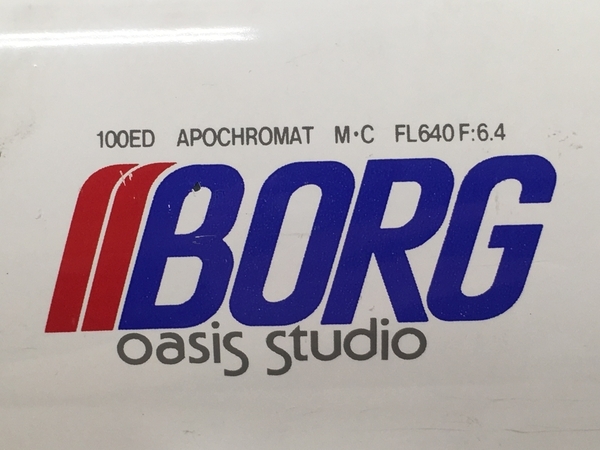 100ED APOCHROMAT M·C FL640 F:6.4
BORG
oasis studio